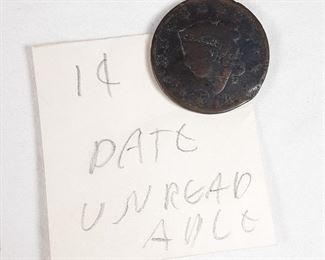 1¢
DATE
UNREAD
ABLE